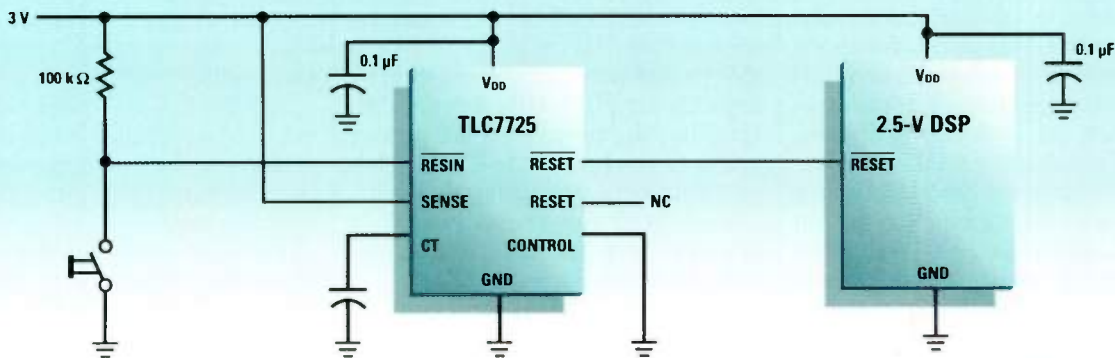 3 V
100 kΩ
0.1 µF
0.1 µF
VDD
TLC7725
RESIN
RESET
SENSE
RESET
NC
CT
CONTROL
GND
VDD
2.5-V DSP
RESET
GND